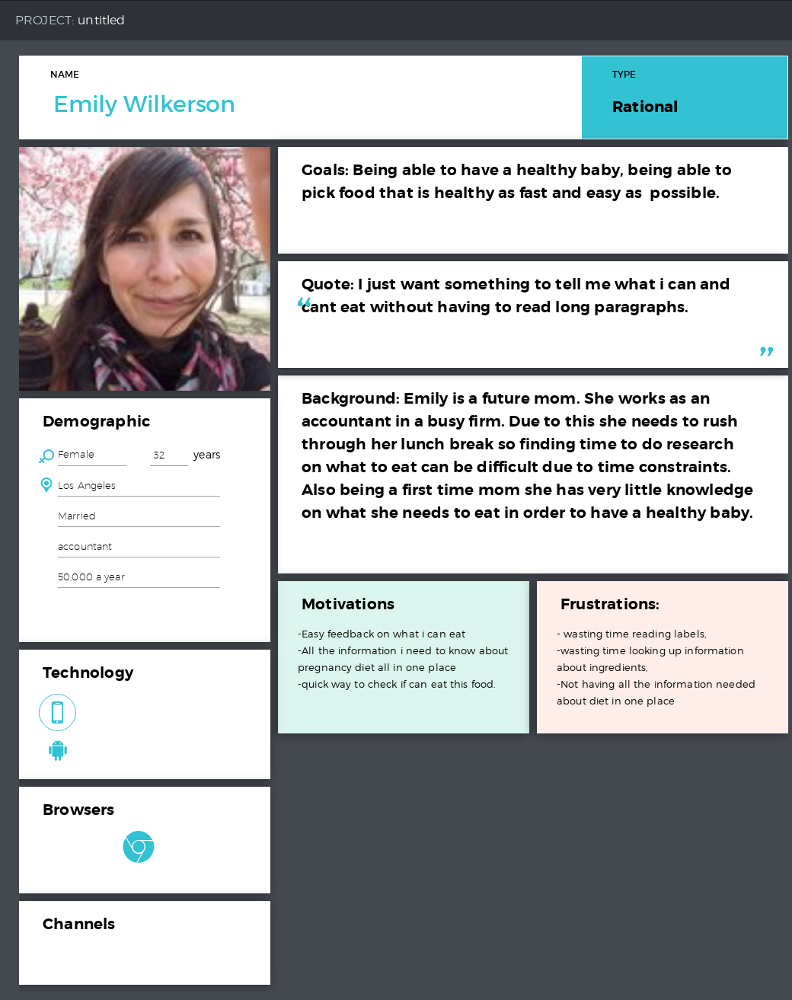 PROJECT: untitled
NAME
Emily Wilkerson
TYPE
Rational
Goals: Being able to have a healthy baby, being able to
pick food that is healthy as fast and easy as  possible.
Quote: I just want something to tell me what i can and
“
cant eat without having to read long paragraphs.
”
Background: Emily is a future mom. She works as an
accountant in a busy firm. Due to this she needs to rush
through her lunch break so finding time to do research
on what to eat can be difficult due to time constraints.
Also being a first time mom she has very little knowledge
on what she needs to eat in order to have a healthy baby.
Demographic
Female 32 years
Los Angeles
Married
accountant
50,000 a year
Motivations
-Easy feedback on what i can eat
-All the information i need to know about
pregnancy diet all in one place
-quick way to check if can eat this food.
Frustrations:
- wasting time reading labels,
-wasting time looking up information
about ingredients,
-Not having all the information needed
about diet in one place
Technology
Browsers
Channels